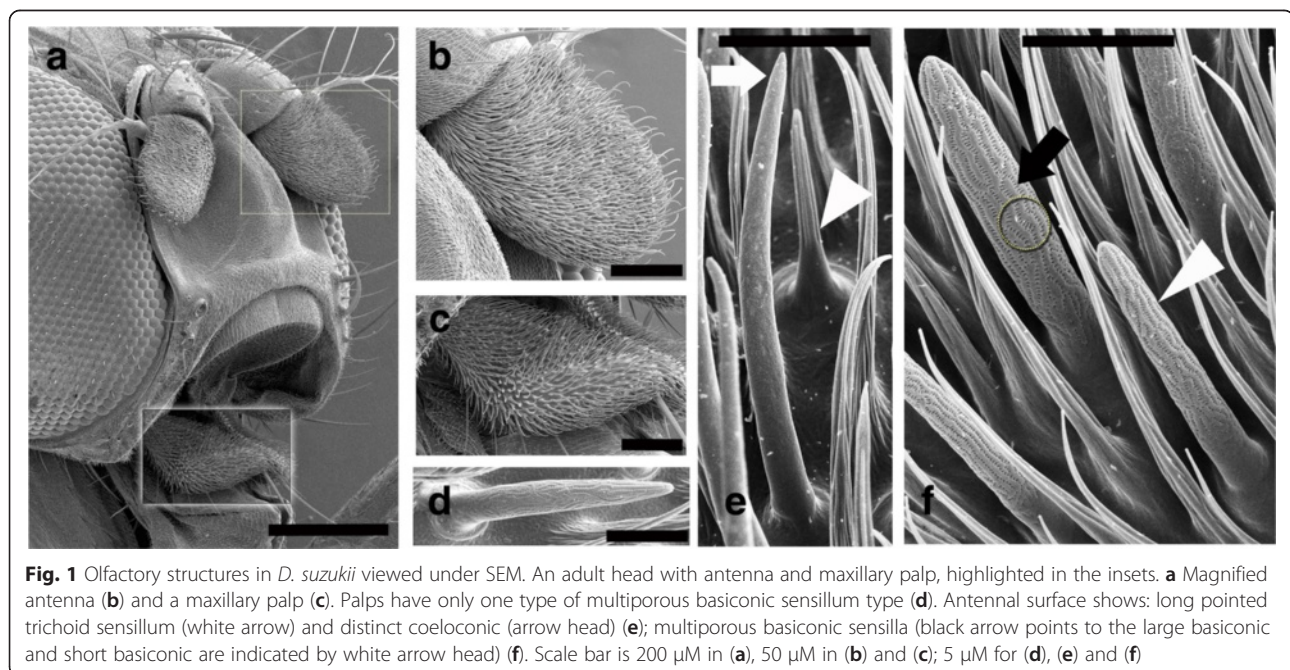 a
b
c
d
e
f
Fig. 1 Olfactory structures in D. suzukii viewed under SEM. An adult head with antenna and maxillary palp, highlighted in the insets. a Magnified
antenna (b) and a maxillary palp (c). Palps have only one type of multiporous basiconic sensillum type (d). Antennal surface shows: long pointed
trichoid sensillum (white arrow) and distinct coeloconic (arrow head) (e); multiporous basiconic sensilla (black arrow points to the large basiconic
and short basiconic are indicated by white arrow head) (f). Scale bar is 200 μM in (a), 50 μM in (b) and (c); 5 μM for (d), (e) and (f)